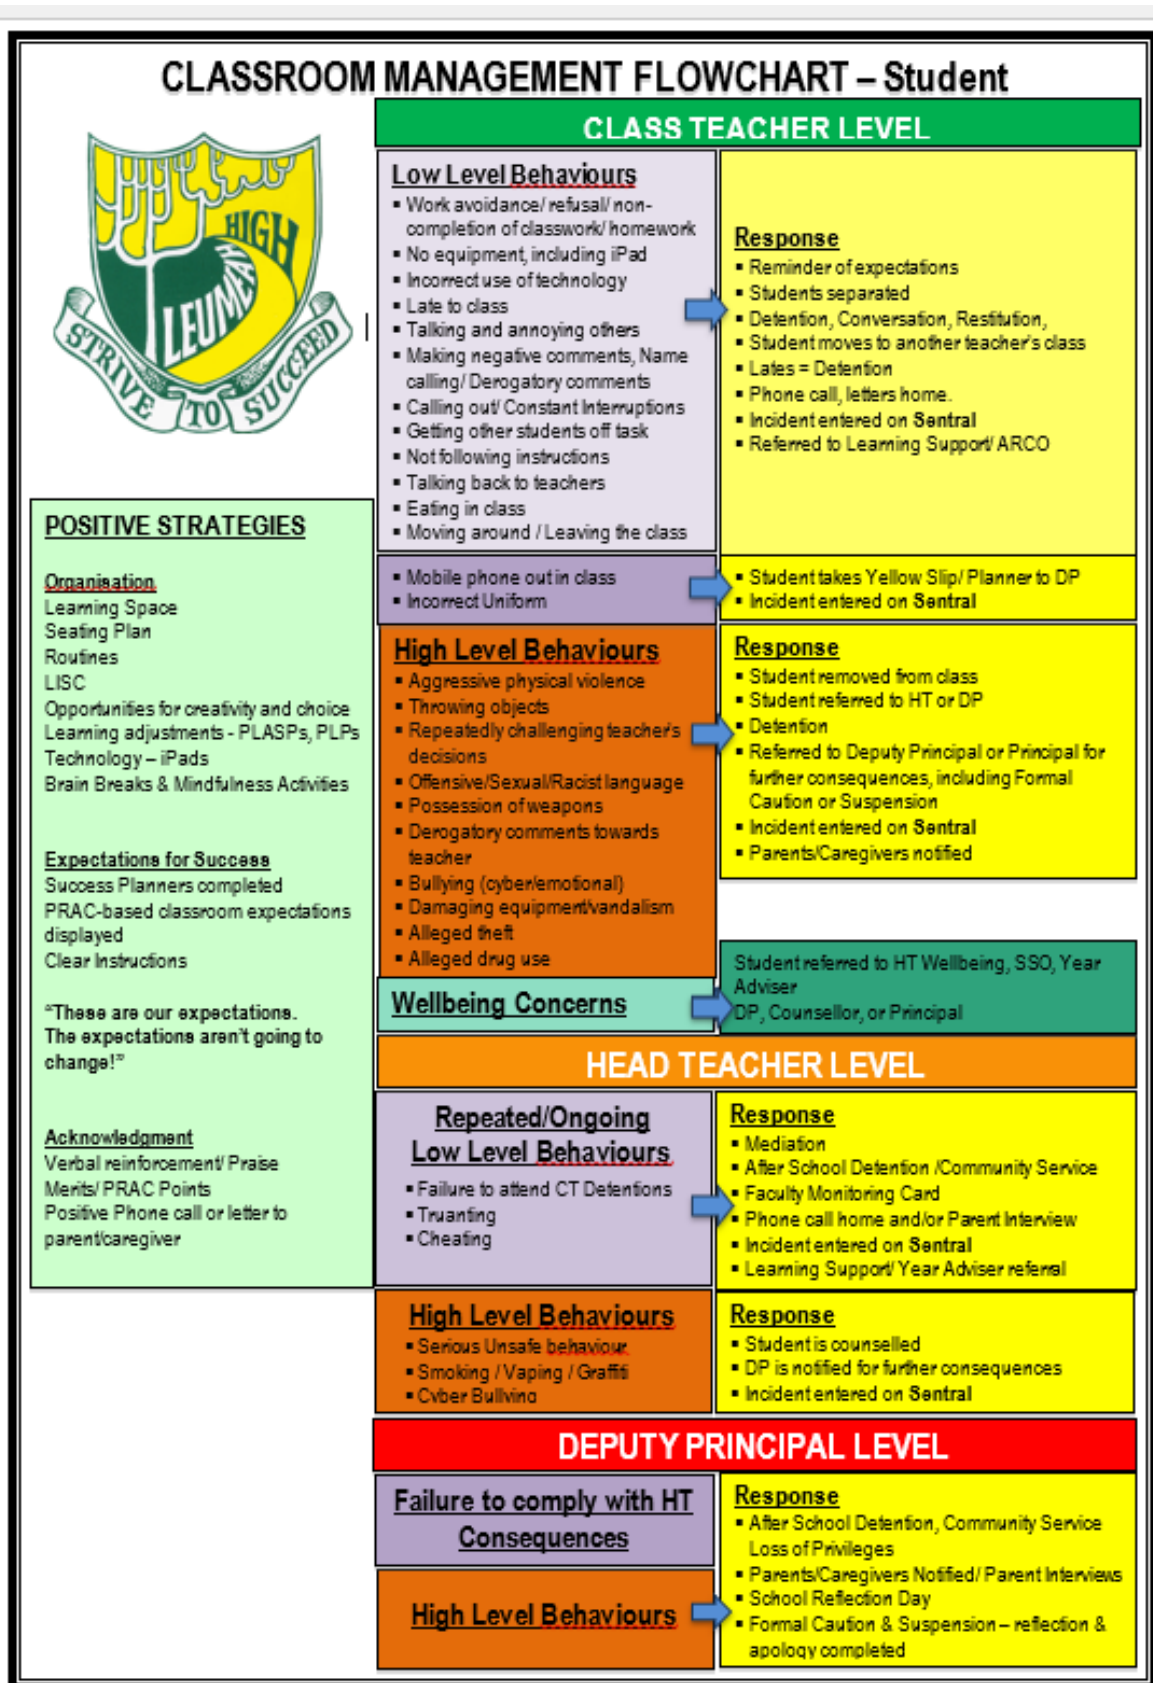 CLASSROOM MANAGEMENT FLOWCHART – Student
HIGH
LEUMEAH
STRIVE TO SUCCEED
CLASS TEACHER LEVEL
Low Level Behaviours
▪ Work avoidance/ refusal/ non-
completion of classwork/ homework
▪ No equipment, including iPad
▪ Incorrect use of technology
▪ Late to class
▪ Talking and annoying others
▪ Making negative comments, Name
calling/ Derogatory comments
▪ Calling out/ Constant Interruptions
▪ Getting other students off task
▪ Not following instructions
▪ Talking back to teachers
▪ Eating in class
▪ Moving around / Leaving the class
Response
▪ Reminder of expectations
▪ Students separated
▪ Detention, Conversation, Restitution,
▪ Student moves to another teacher's class
▪ Lates = Detention
▪ Phone call, letters home.
▪ Incident entered on Sentral
▪ Referred to Learning Support/ ARCO
▪ Mobile phone out in class
▪ Incorrect Uniform
▪ Student takes Yellow Slip/ Planner to DP
▪ Incident entered on Sentral
High Level Behaviours
▪ Aggressive physical violence
▪ Throwing objects
▪ Repeatedly challenging teacher's
decisions
▪ Offensive/Sexual/Racist language
▪ Possession of weapons
▪ Derogatory comments towards
teacher
▪ Bullying (cyber/emotional)
▪ Damaging equipment/vandalism
▪ Alleged theft
▪ Alleged drug use
Response
▪ Student removed from class
▪ Student referred to HT or DP
▪ Detention
▪ Referred to Deputy Principal or Principal for
further consequences, including Formal
Caution or Suspension
▪ Incident entered on Sentral
▪ Parents/Caregivers notified
Wellbeing Concerns
Student referred to HT Wellbeing, SSO, Year
Adviser
DP, Counsellor, or Principal
POSITIVE STRATEGIES
Organisation
Learning Space
Seating Plan
Routines
LISC
Opportunities for creativity and choice
Learning adjustments - PLASPs, PLPs
Technology – iPads
Brain Breaks & Mindfulness Activities
Expectations for Success
Success Planners completed
PRAC-based classroom expectations
displayed
Clear Instructions
“These are our expectations.
The expectations aren't going to
change!”
Acknowledgment
Verbal reinforcement/ Praise
Merits/ PRAC Points
Positive Phone call or letter to
parent/caregiver
HEAD TEACHER LEVEL
Repeated/Ongoing
Low Level Behaviours
▪ Failure to attend CT Detentions
▪ Truanting
▪ Cheating
Response
▪ Mediation
▪ After School Detention /Community Service
▪ Faculty Monitoring Card
▪ Phone call home and/or Parent Interview
▪ Incident entered on Sentral
▪ Learning Support/ Year Adviser referral
High Level Behaviours
▪ Serious Unsafe behaviour
▪ Smoking / Vaping / Graffiti
▪ Cyber Bullying
Response
▪ Student is counselled
▪ DP is notified for further consequences
▪ Incident entered on Sentral
DEPUTY PRINCIPAL LEVEL
Failure to comply with HT
Consequences
High Level Behaviours
Response
▪ After School Detention, Community Service
Loss of Privileges
▪ Parents/Caregivers Notified/ Parent Interviews
▪ School Reflection Day
▪ Formal Caution & Suspension – reflection &
apology completed